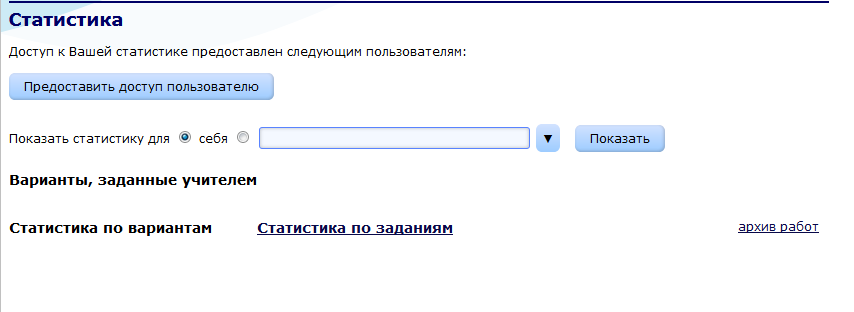 Статистика
Доступ к Вашей статистике предоставлен следующим пользователям:
Предоставить доступ пользователю
Показать статистику для себя Показать
Варианты, заданные учителем
Статистика по вариантам Статистика по заданиям архив работ